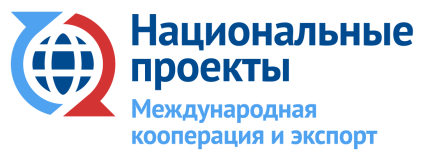 Национальные
проекты
Международная
кооперация и экспорт